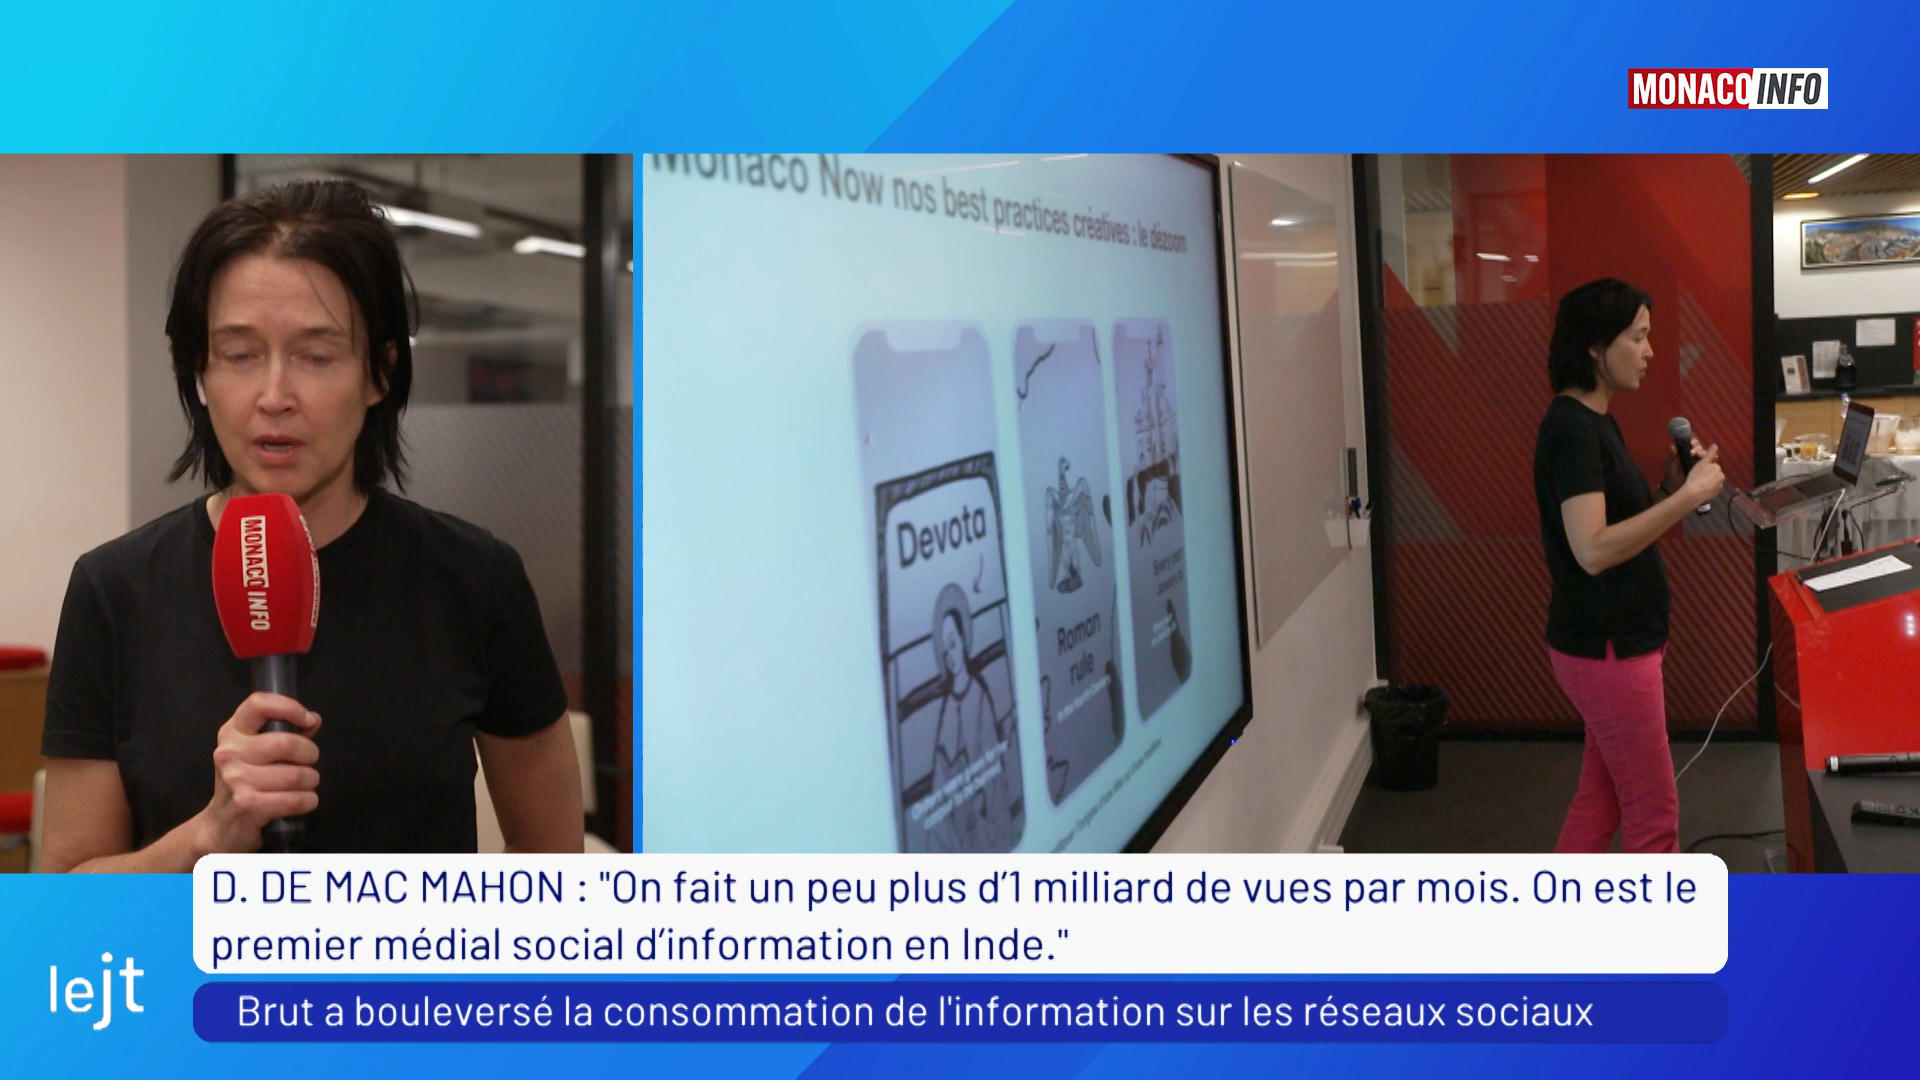 MONACO INFO
Monaco Now nos best practices créatives : le dézoom
Devota
Roman
rule
MONACO INFO
D. DE MAC MAHON : "On fait un peu plus d'1 milliard de vues par mois. On est le
premier médial social d'information en Inde."
lejt
Brut a bouleversé la consommation de l'information sur les réseaux sociaux